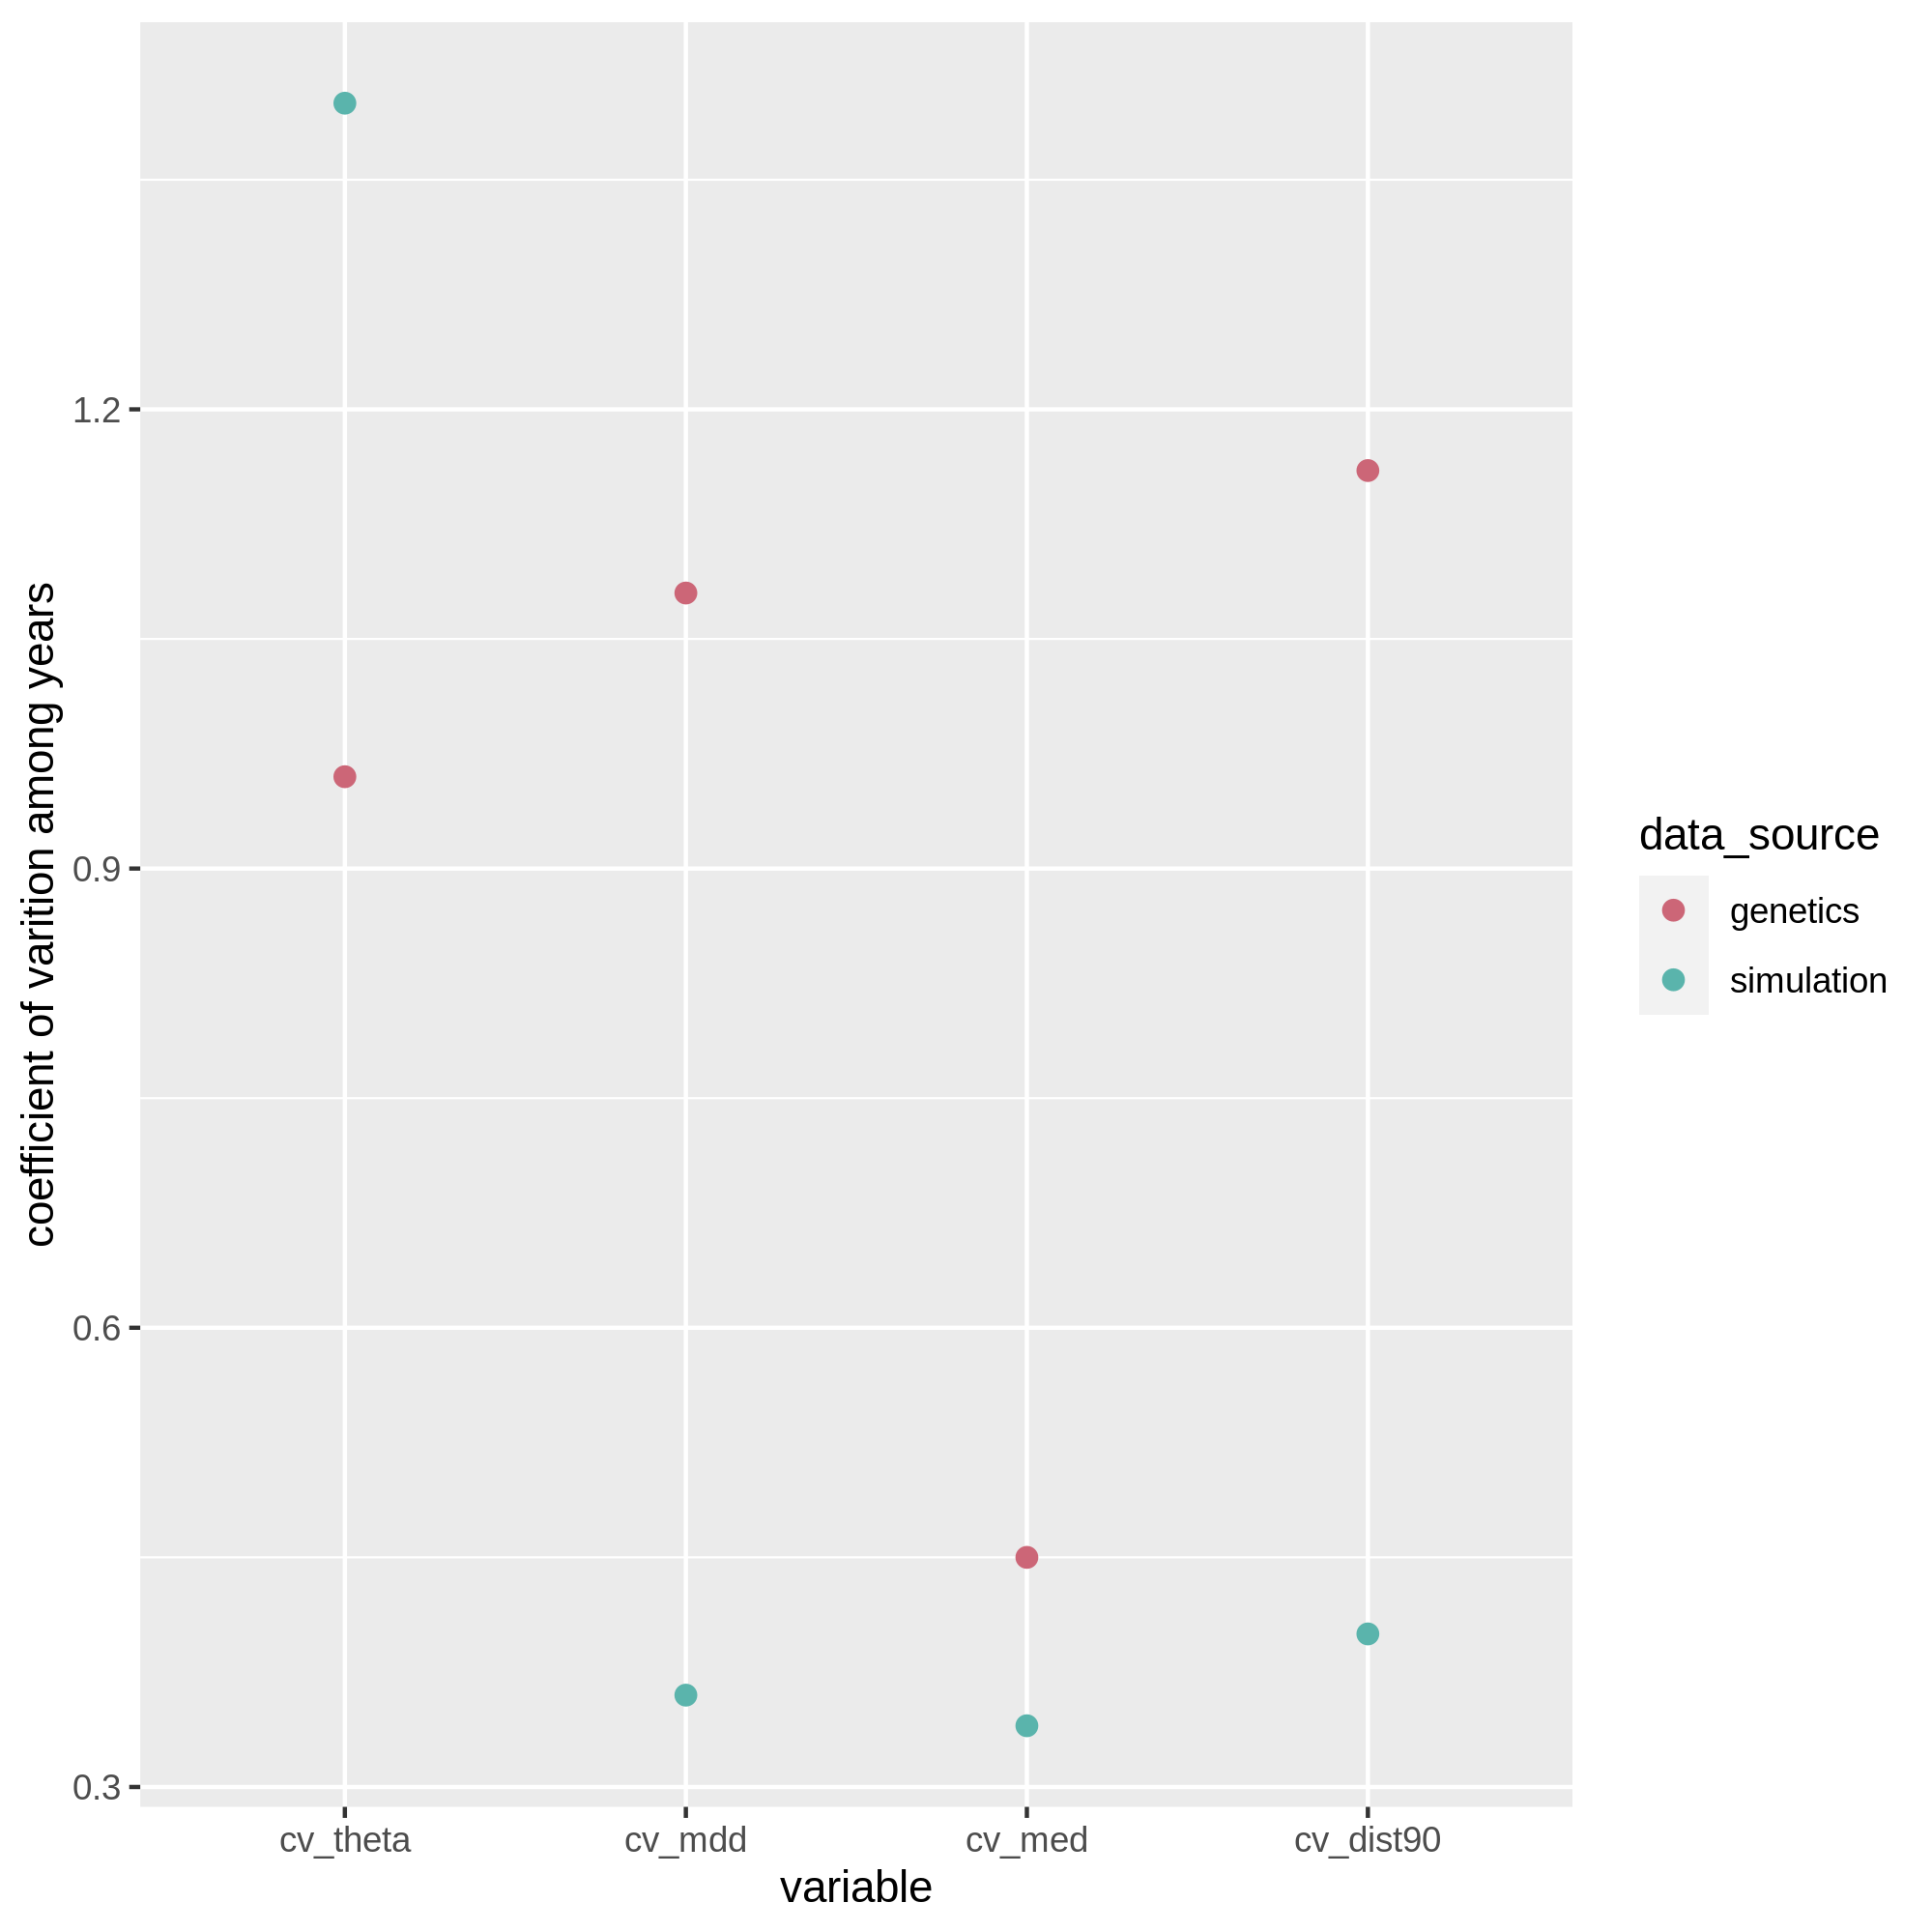 coefficient of varition among years
1.2
0.9
0.6
0.3
cv_theta cv_mdd cv_med cv_dist90
variable
data_source
genetics
simulation